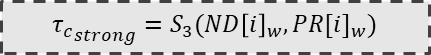 τ_{c_{strong}} = S_3(ND[i]_w, PR[i]_w)